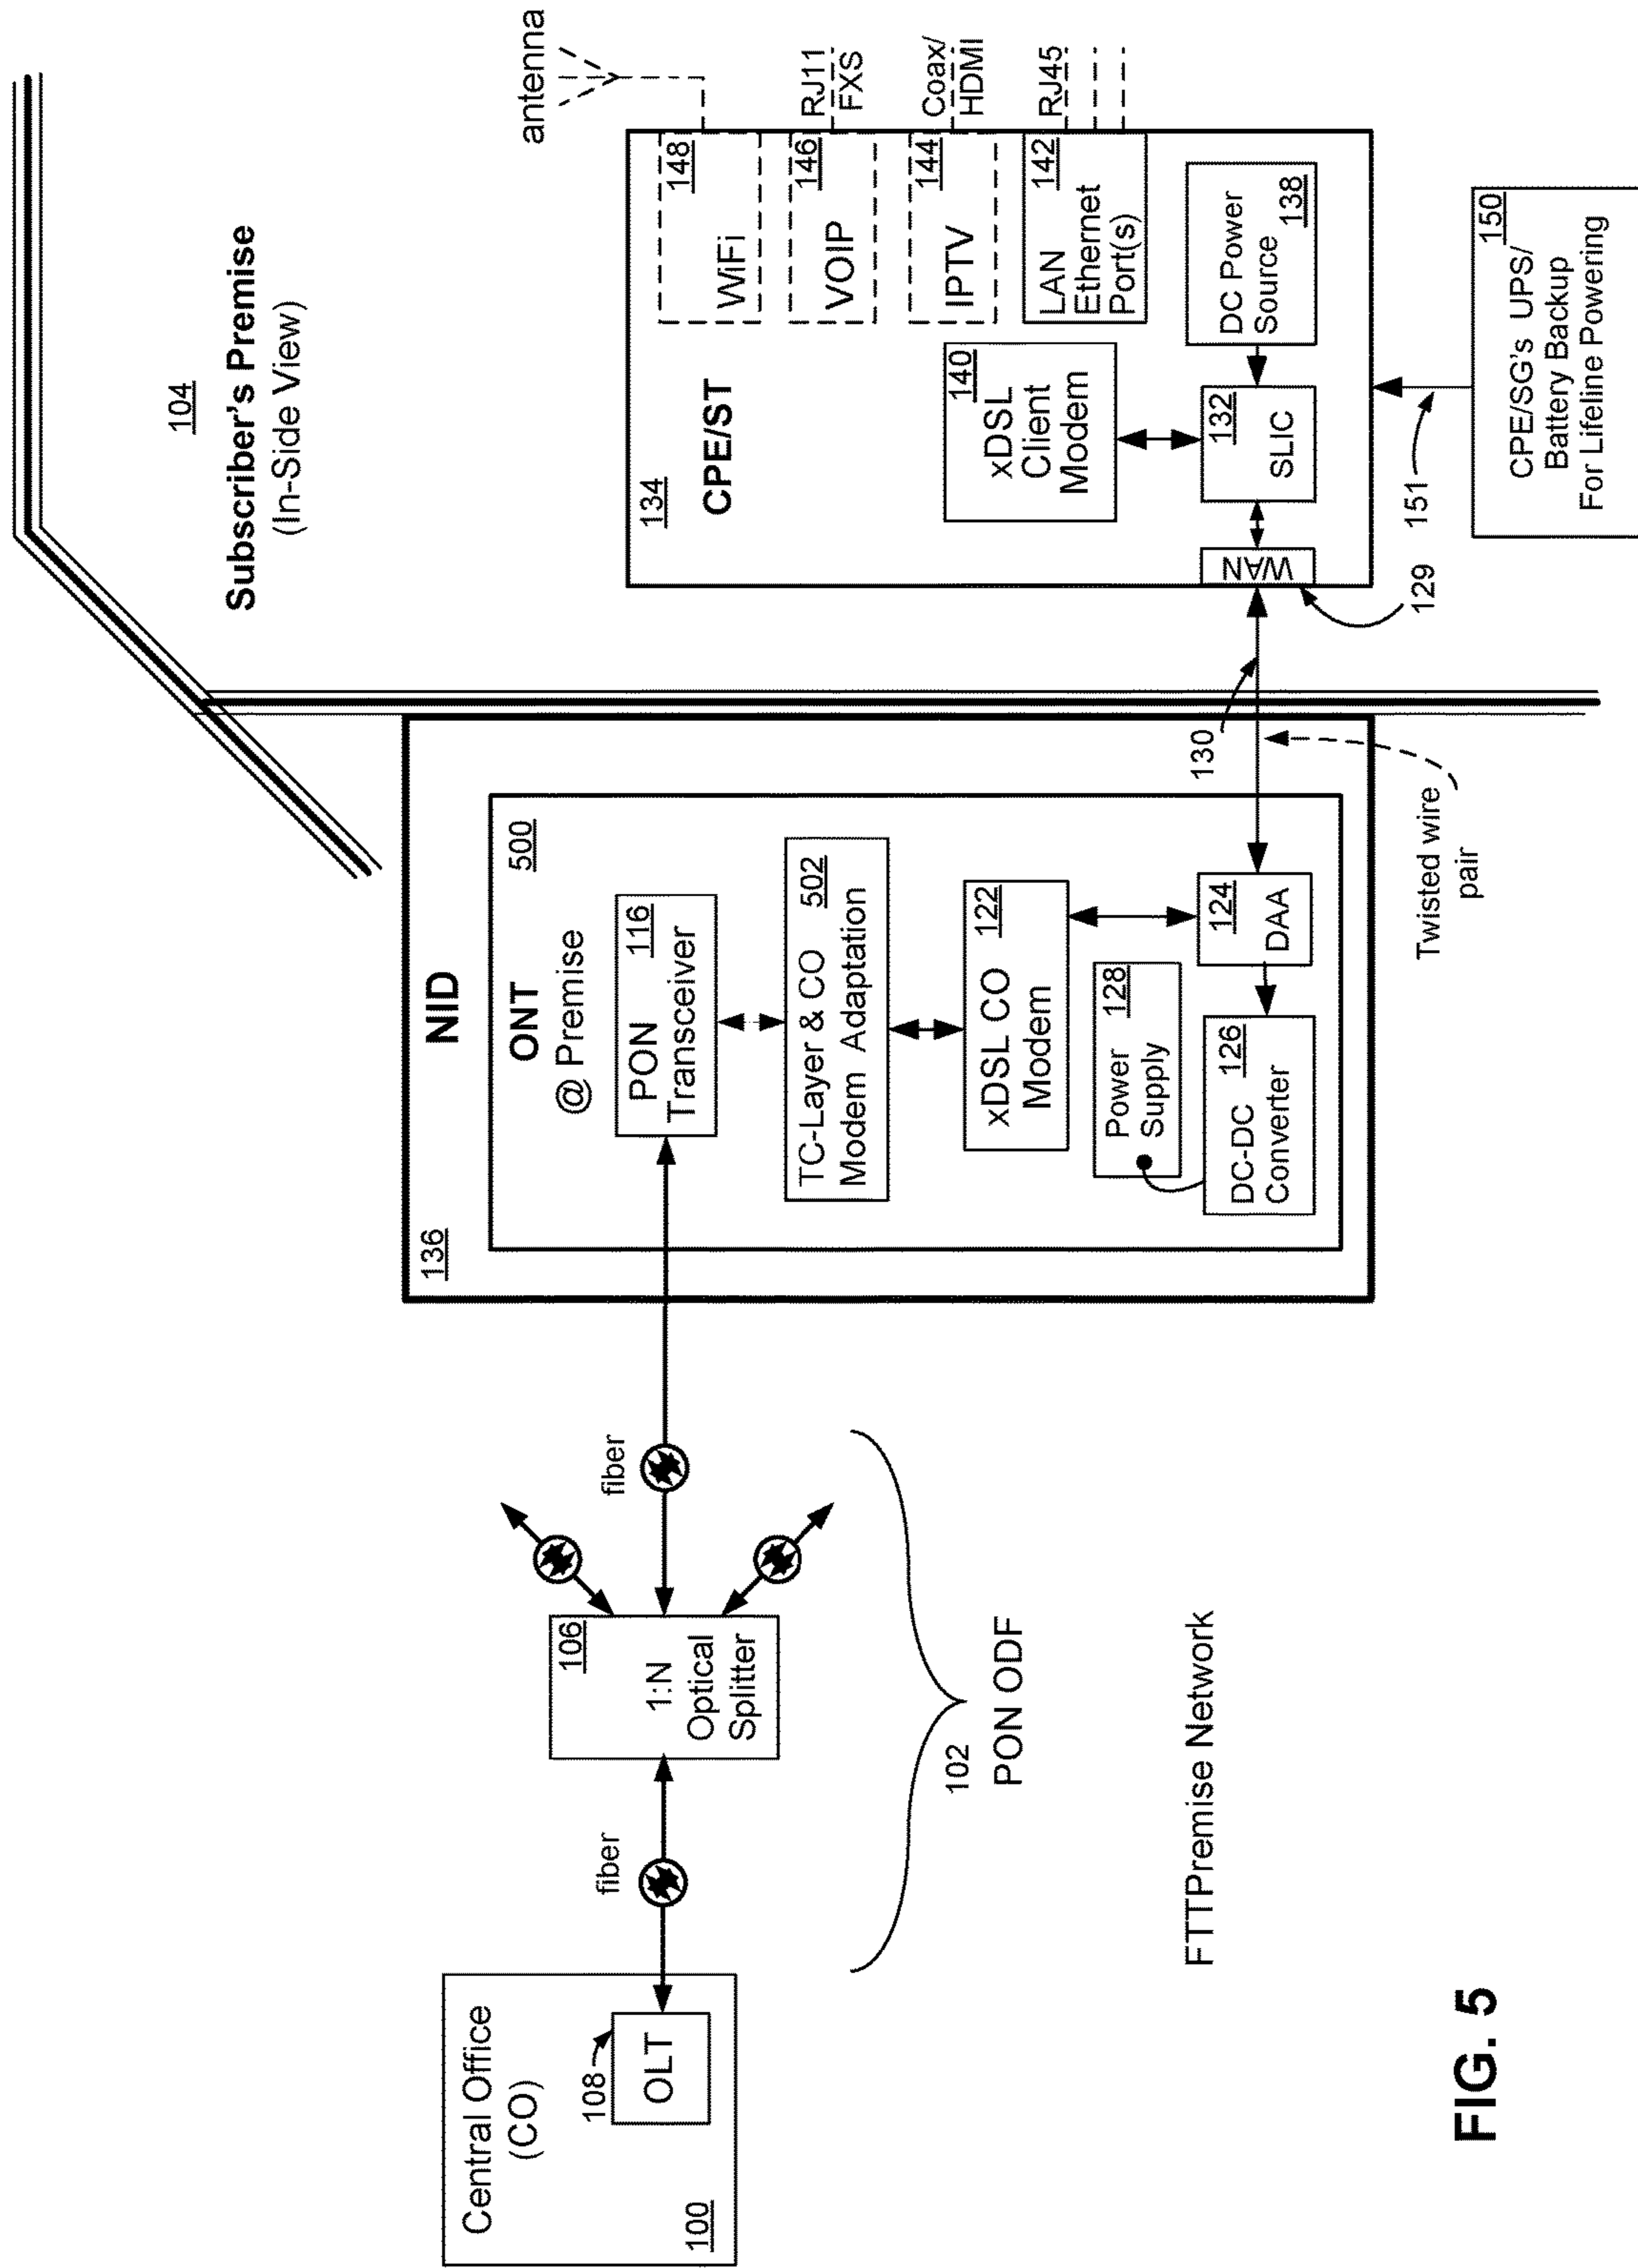 104
Subscriber's Premise
(In-Side View)
Central Office
(CO)
108
OLT
100
fiber
106
1:N
Optical
Splitter
fiber
102
PON ODF
FTTPremise Network
136
NID
ONT
500
@ Premise
PON
116
Transceiver
TC-Layer & CO
502
Modem Adaptation
xDSL CO
122
Modem
Power
128
Supply
124
DAA
DC-DC
126
Converter
130
Twisted wire
pair
134
CPE/ST
antenna
148
WiFi
RJ11
FXS
146
VOIP
Coax/
HDMI
144
IPTV
RJ45
142
LAN
Ethernet
Port(s)
140
xDSL
Client
Modem
DC Power
Source
138
132
SLIC
WAN
129
151
150
CPE/SG's UPS/
Battery Backup
For Lifeline Powering
FIG. 5